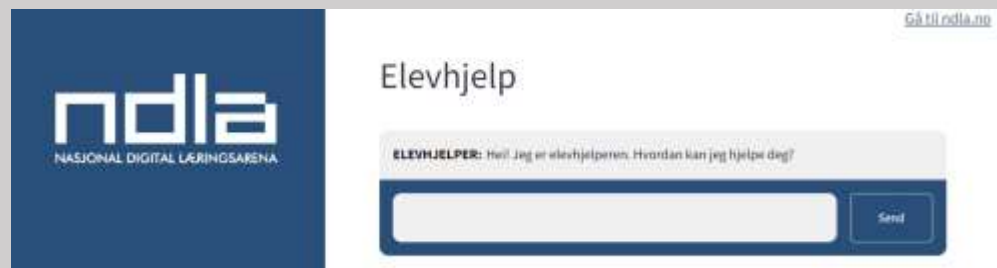 Gå til ndla.no
ndla
NASJONAL DIGITAL LÆRINGSARENA
Elevhjelp
ELEVHJELPER: Hei! Jeg er elevhjelperen. Hvordan kan jeg hjelpe deg?
Send